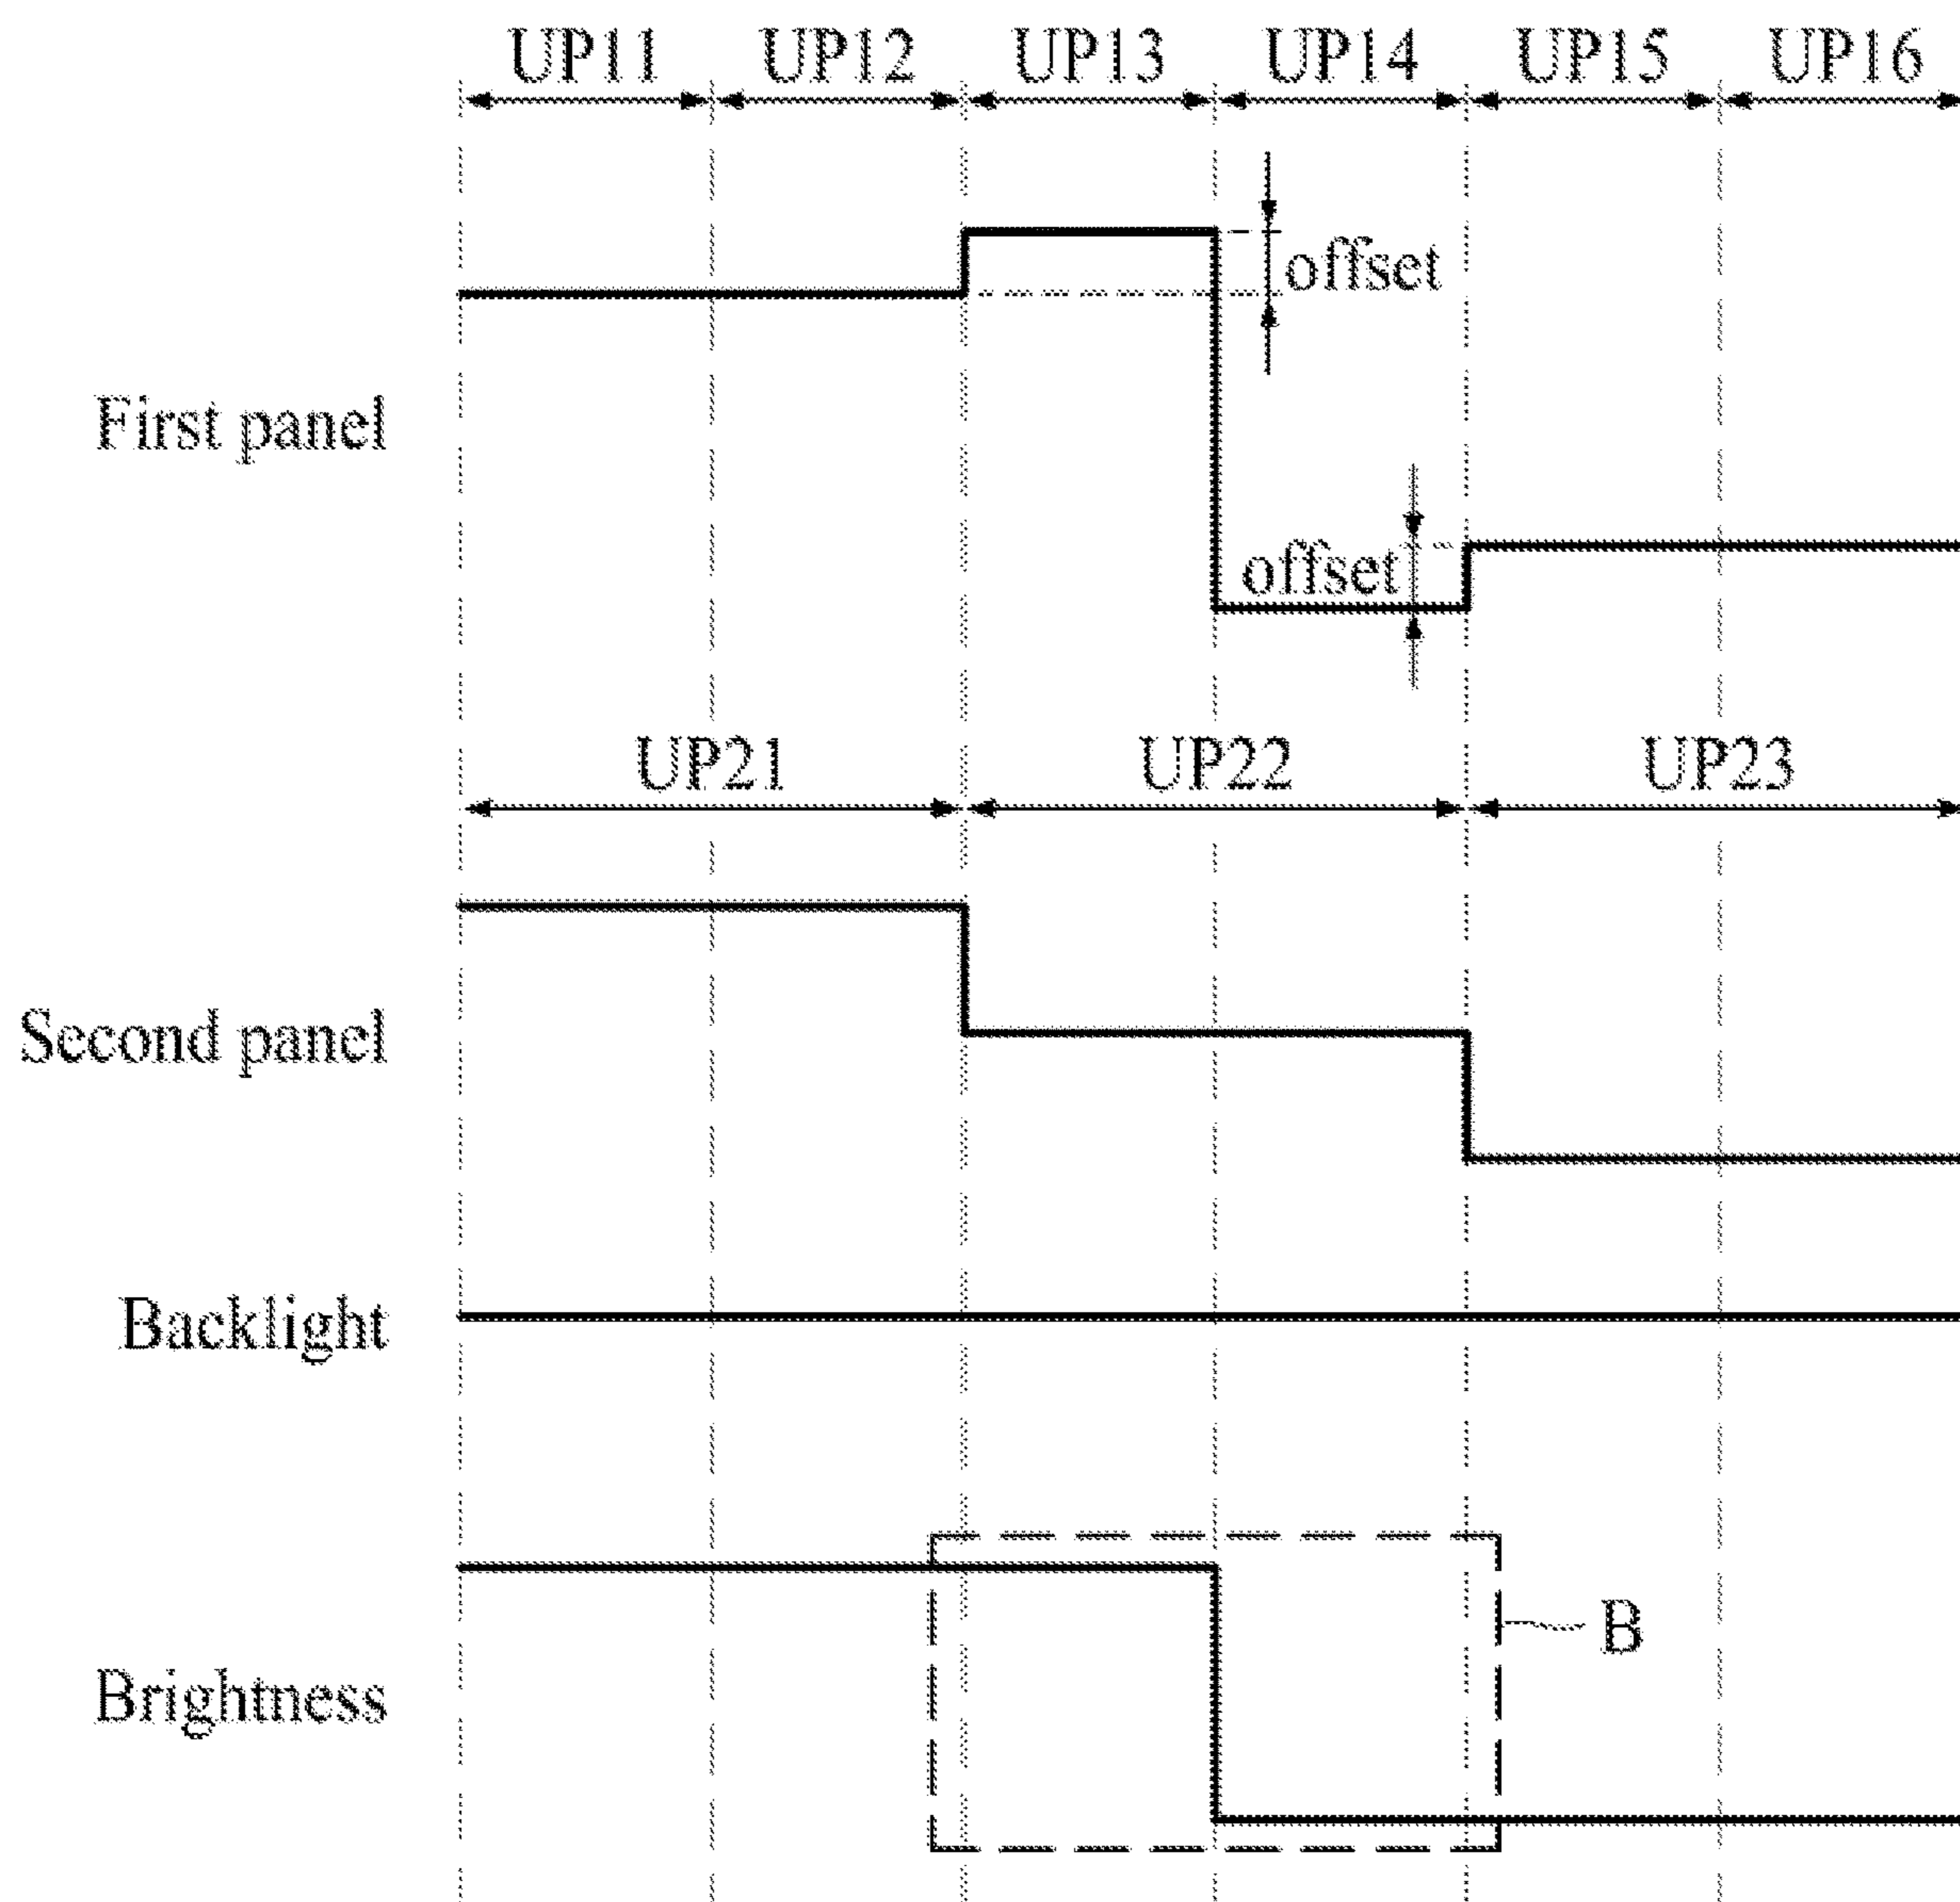 UP11 UP12 UP13 UP14 UP15 UP16
offset
First panel
offset
UP21 UP22 UP23
Second panel
Backlight
B
Brightness